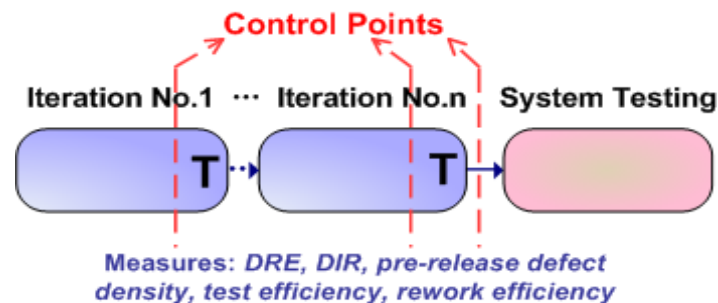 Control Points
Iteration No.1 ... Iteration No.n System Testing
T T
Measures: DRE, DIR, pre-release defect
density, test efficiency, rework efficiency